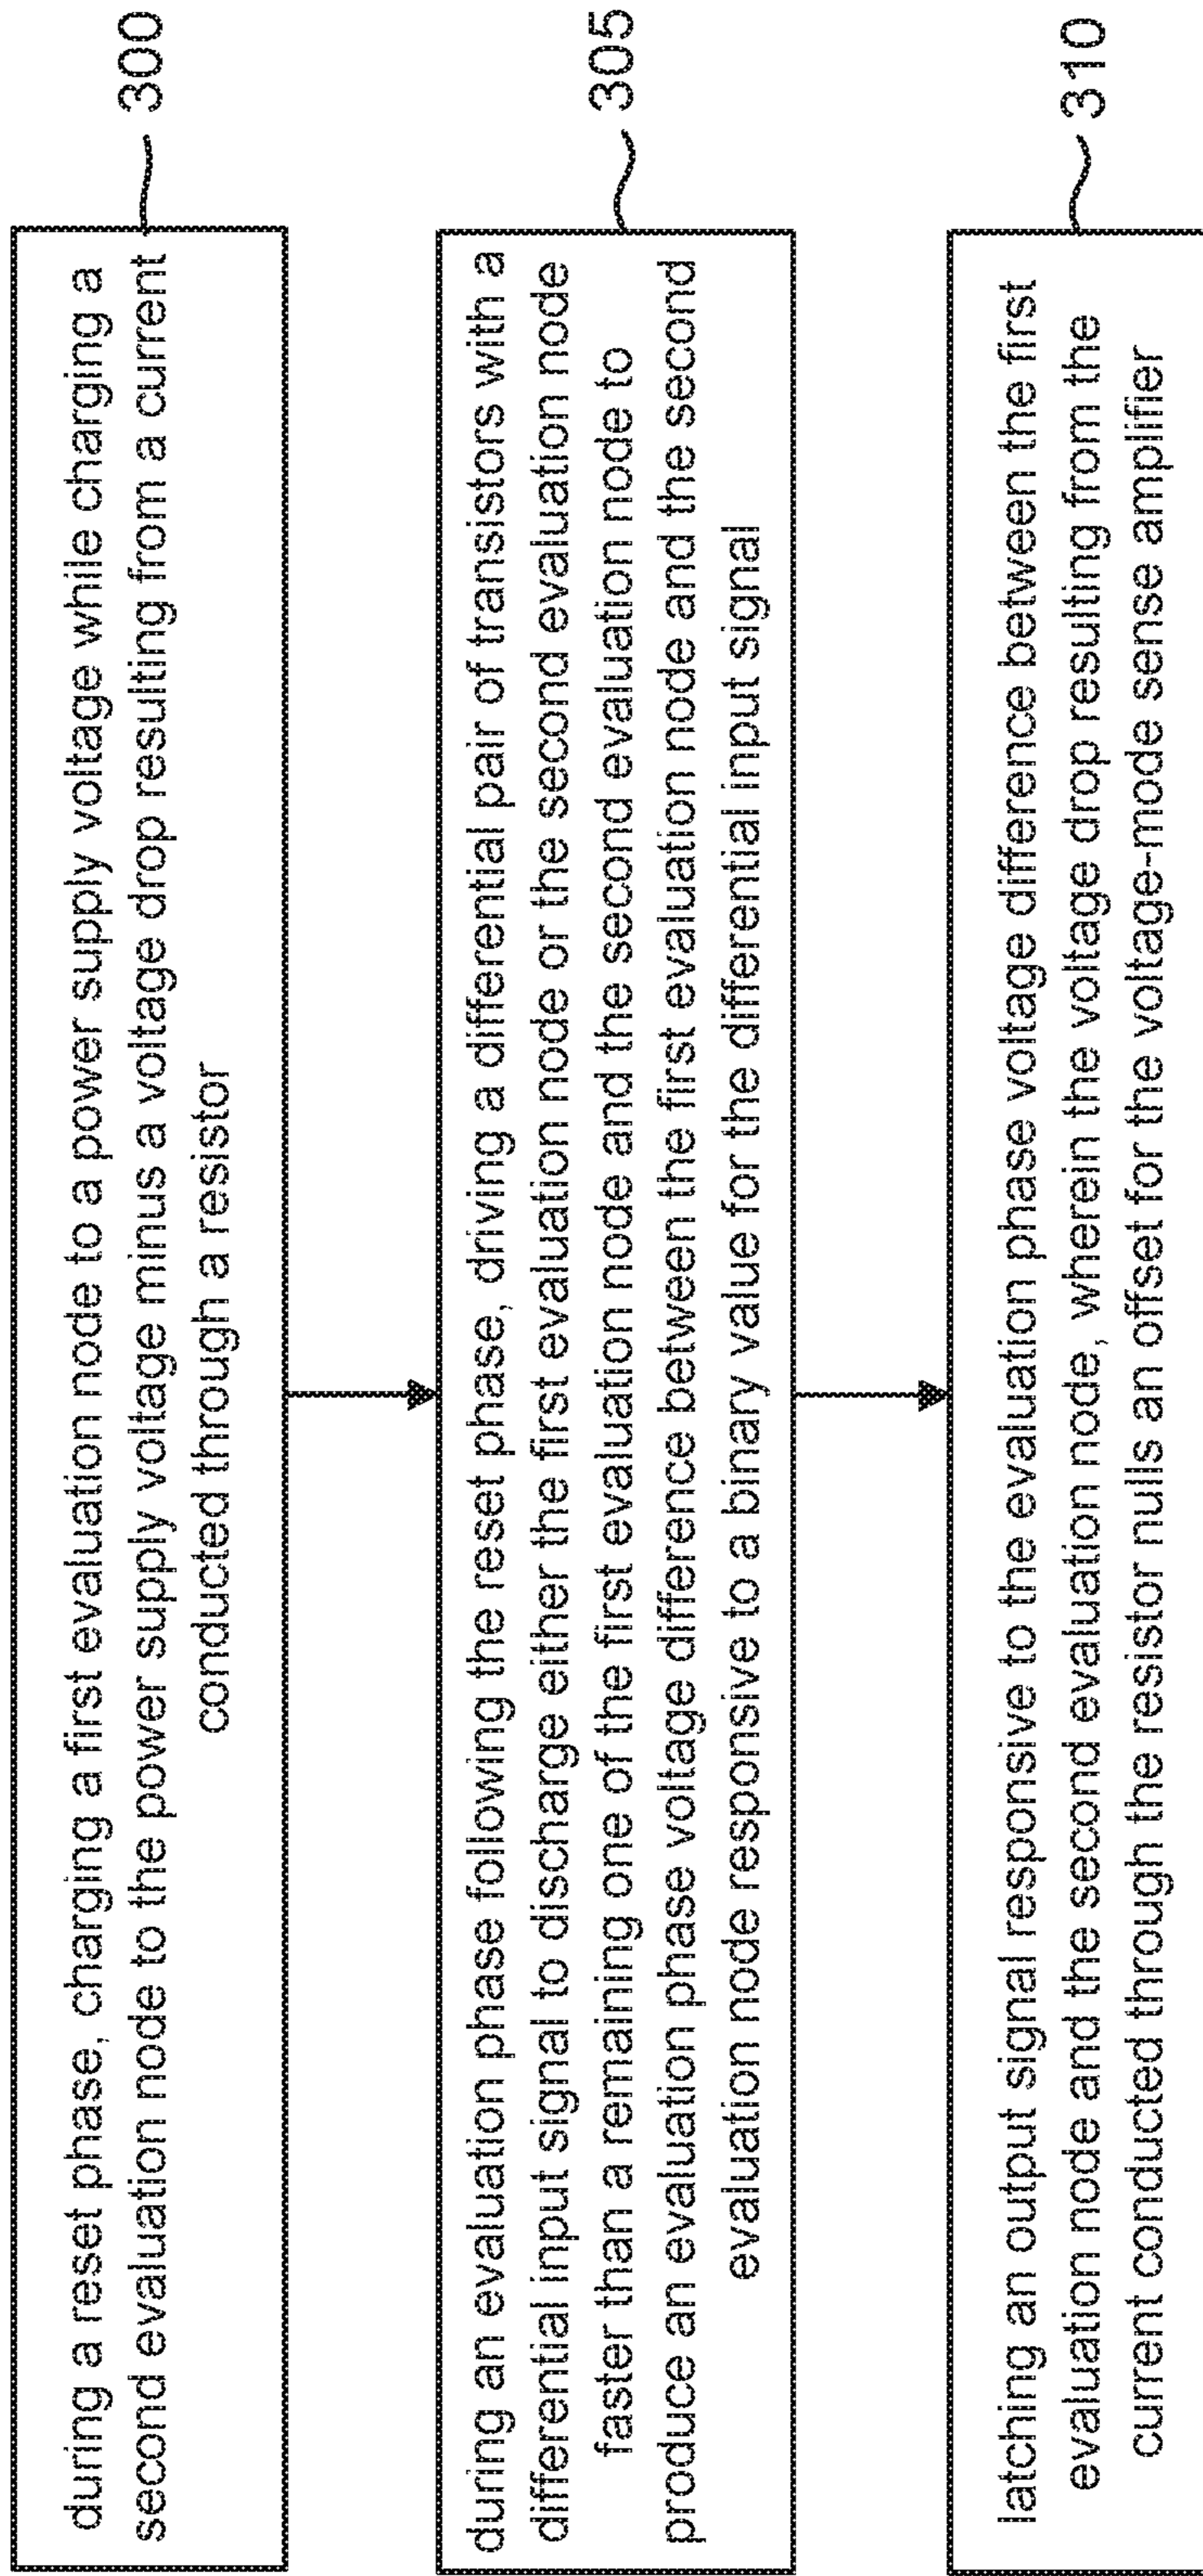 during a reset phase, charging a first evaluation node to a power supply voltage while charging a
second evaluation node to the power supply voltage minus a voltage drop resulting from a current
conducted through a resistor
300
during an evaluation phase following the reset phase, driving a differential pair of transistors with a
differential input signal to discharge either the first evaluation node or the second evaluation node
faster than a remaining one of the first evaluation node and the second evaluation node to
produce an evaluation phase voltage difference between the first evaluation node and the second
evaluation node responsive to a binary value for the differential input signal
305
latching an output signal responsive to the evaluation phase voltage difference between the first
evaluation node and the second evaluation node, wherein the voltage drop resulting from the
current conducted through the resistor nulls an offset for the voltage-mode sense amplifier
310